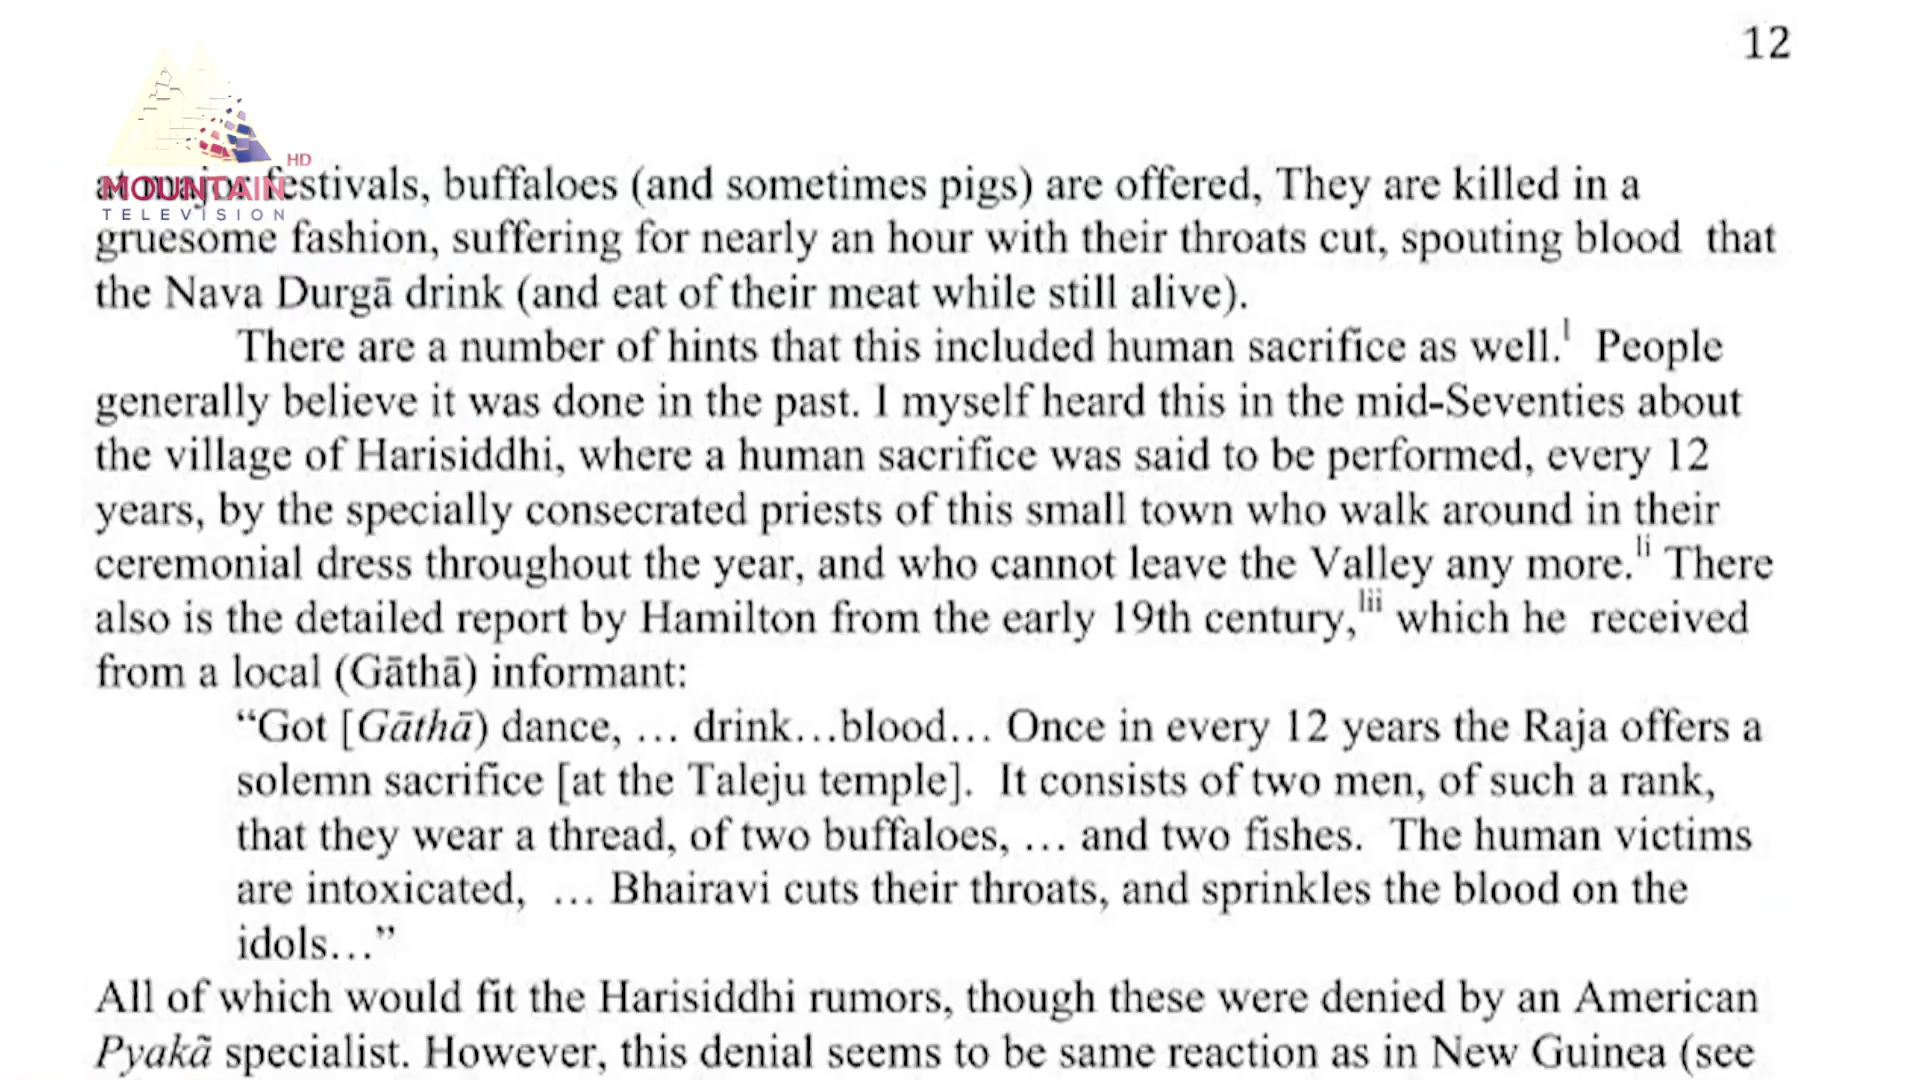 12
HD
MOUNTAIN
TELEVISION
at major festivals, buffaloes (and sometimes pigs) are offered, They are killed in a
gruesome fashion, suffering for nearly an hour with their throats cut, spouting blood that
the Nava Durgā drink (and eat of their meat while still alive).
There are a number of hints that this included human sacrifice as well.l People
generally believe it was done in the past. I myself heard this in the mid-Seventies about
the village of Harisiddhi, where a human sacrifice was said to be performed, every 12
years, by the specially consecrated priests of this small town who walk around in their
ceremonial dress throughout the year, and who cannot leave the Valley any more.li There
also is the detailed report by Hamilton from the early 19th century,lii which he received
from a local (Gāthā) informant:
“Got [Gāthā) dance, … drink…blood… Once in every 12 years the Raja offers a
solemn sacrifice [at the Taleju temple]. It consists of two men, of such a rank,
that they wear a thread, of two buffaloes, … and two fishes. The human victims
are intoxicated, … Bhairavi cuts their throats, and sprinkles the blood on the
idols…”
All of which would fit the Harisiddhi rumors, though these were denied by an American
Pyakã specialist. However, this denial seems to be same reaction as in New Guinea (see